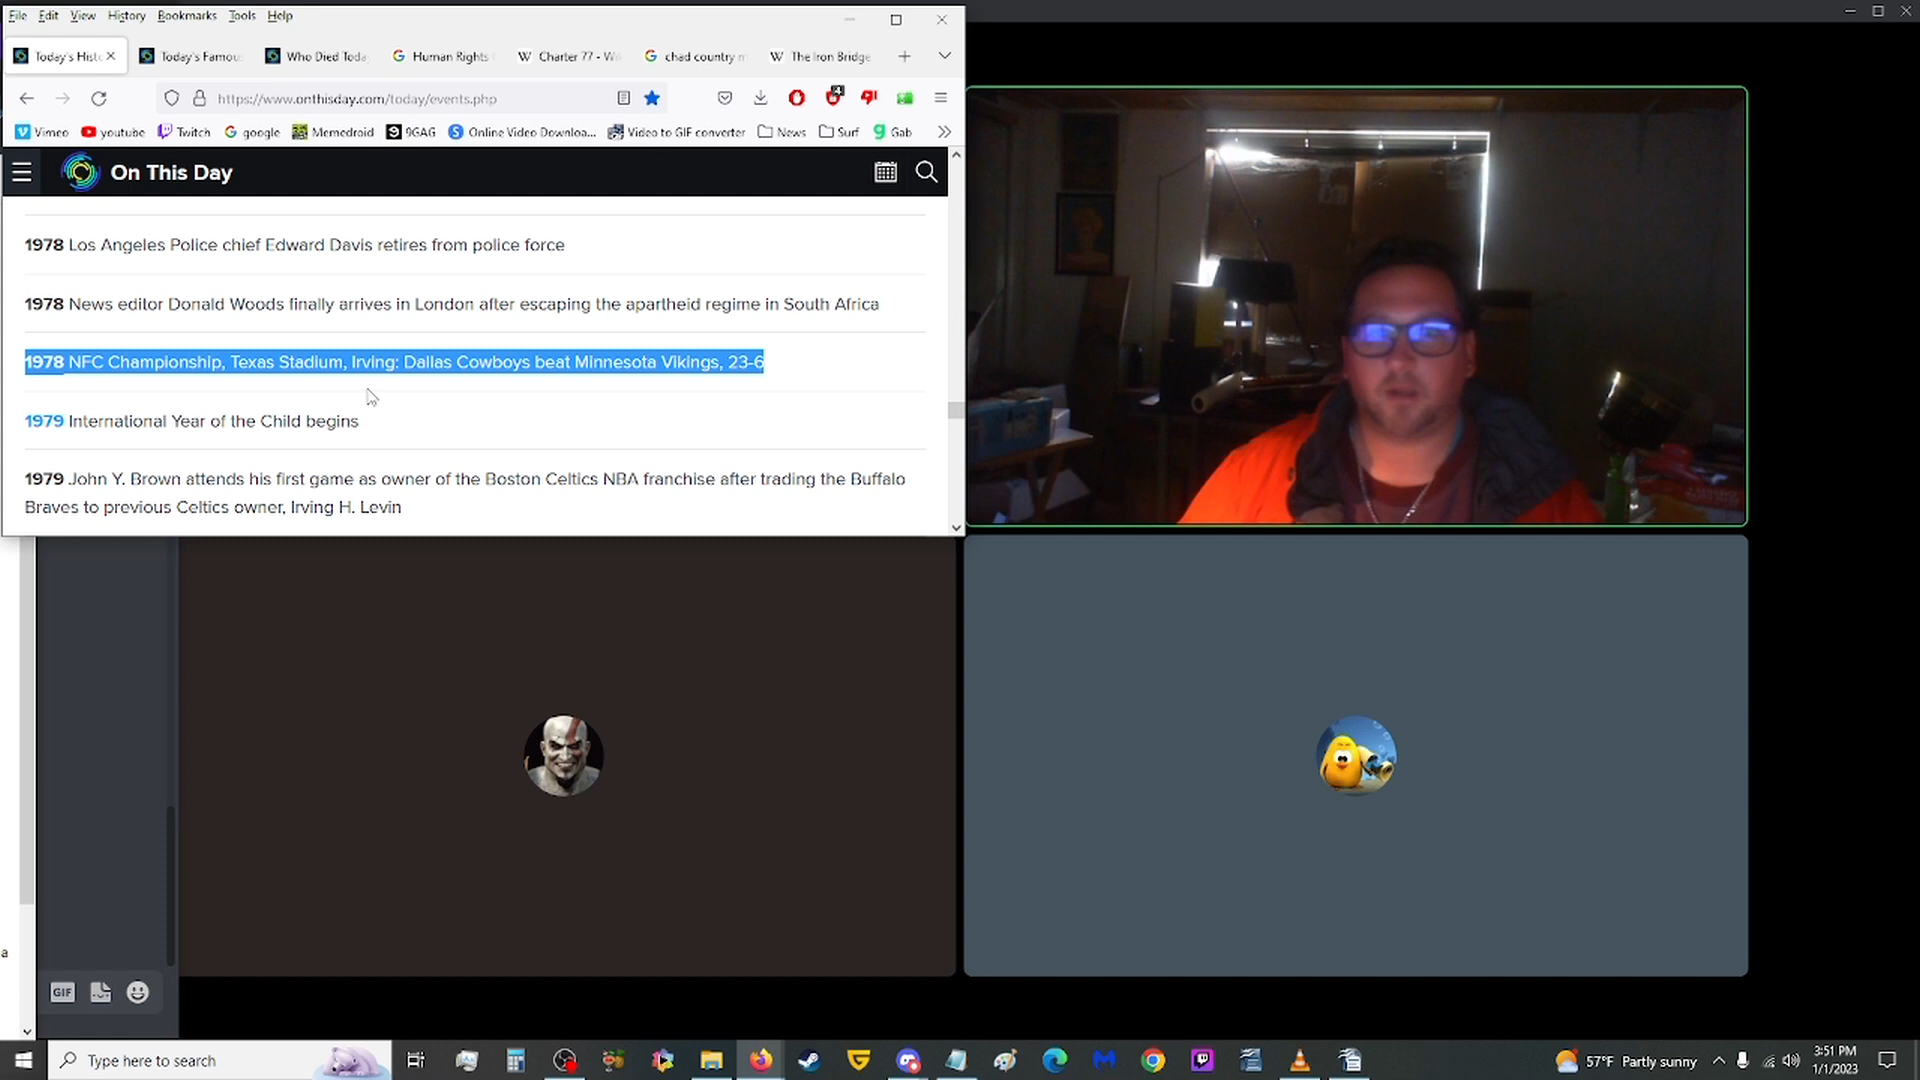 File Edit View History Bookmarks Tools Help
Today's Histo Today's Famou Who Died Toda Human Rights Charter 77 - Wi chad country m The Iron Bridge
https://www.onthisday.com/today/events.php
Vimeo youtube Twitch google Memedroid 9GAG Online Video Downloa... Video to GIF converter News Surf Gab
On This Day
1978 Los Angeles Police chief Edward Davis retires from police force
1978 News editor Donald Woods finally arrives in London after escaping the apartheid regime in South Africa
1978 NFC Championship, Texas Stadium, Irving: Dallas Cowboys beat Minnesota Vikings, 23-6
1979 International Year of the Child begins
1979 John Y. Brown attends his first game as owner of the Boston Celtics NBA franchise after trading the Buffalo
Braves to previous Celtics owner, Irving H. Levin
a
GIF
Type here to search
57°F Partly sunny
3:51 PM
1/1/2023